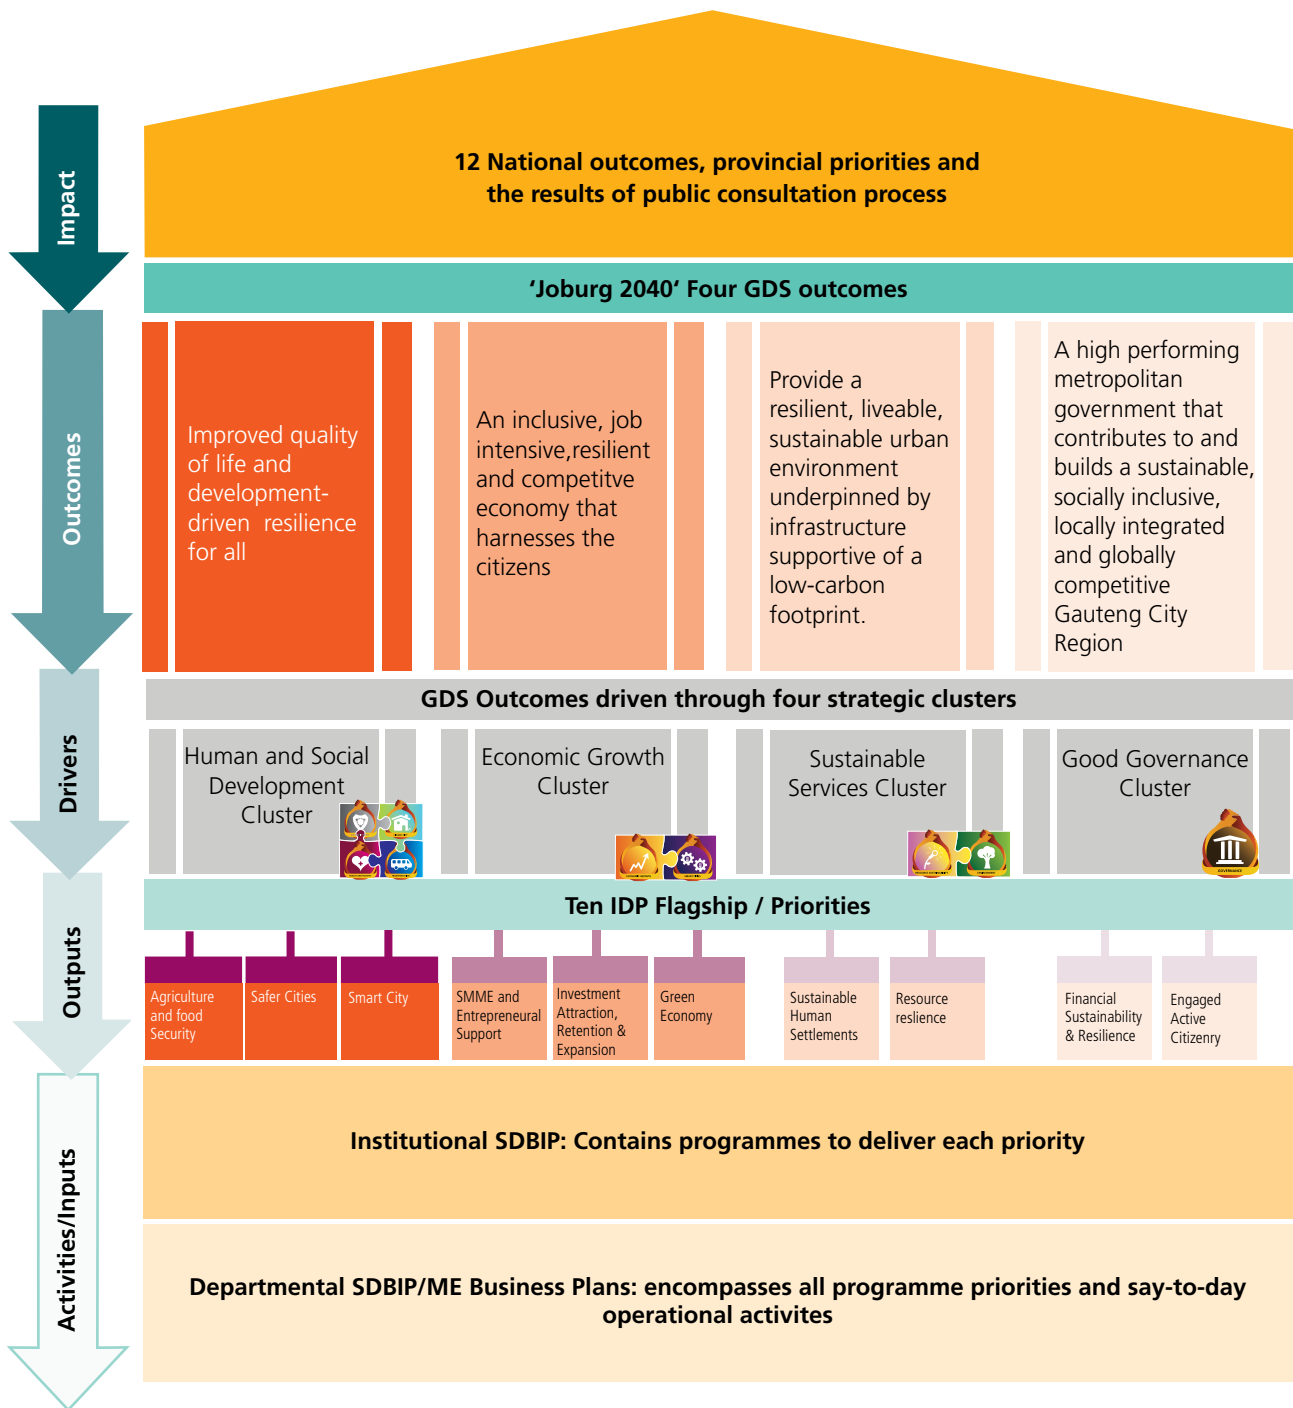 12 National outcomes, provincial priorities and
the results of public consultation process
Impact
‘Joburg 2040‘ Four GDS outcomes
Outcomes
Improved quality
of life and
development-
driven resilience
for all
An inclusive, job
intensive,resilient
and competitve
economy that
harnesses the
citizens
Provide a
resilient, liveable,
sustainable urban
environment
underpinned by
infrastructure
supportive of a
low-carbon
footprint.
A high performing
metropolitan
government that
contributes to and
builds a sustainable,
socially inclusive,
locally integrated
and globally
competitive
Gauteng City
Region
GDS Outcomes driven through four strategic clusters
Drivers
Human and Social
Development
Cluster
Economic Growth
Cluster
Sustainable
Services Cluster
Good Governance
Cluster
GOVERNANCE
Ten IDP Flagship / Priorities
Outputs
Agriculture
and food
Security
Safer Cities
Smart City
SMME and
Entrepreneural
Support
Investment
Attraction,
Retention &
Expansion
Green
Economy
Sustainable
Human
Settlements
Resource
reslience
Financial
Sustainability
& Resilience
Engaged
Active
Citizenry
Activities/Inputs
Institutional SDBIP: Contains programmes to deliver each priority
Departmental SDBIP/ME Business Plans: encompasses all programme priorities and say-to-day
operational activites